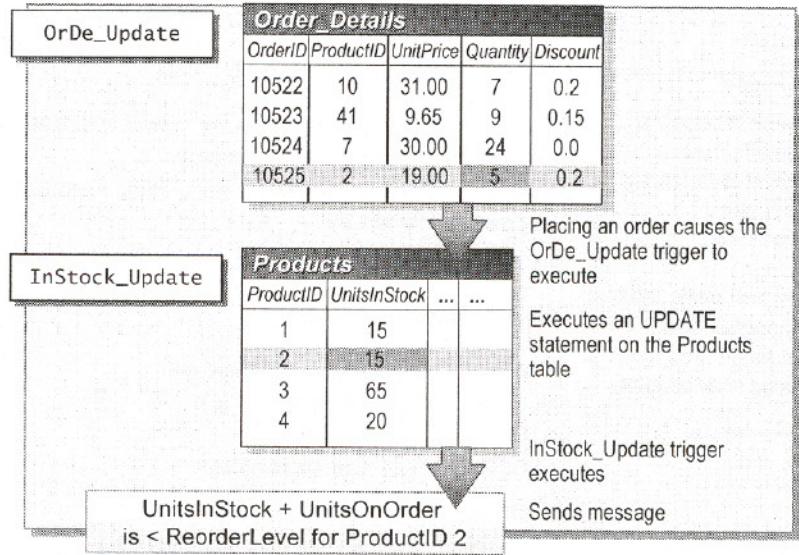 OrDe_Update
Order_Details
OrderID ProductID UnitPrice Quantity Discount
10522 10 31.00 7 0.2
10523 41 9.65 9 0.15
10524 7 30.00 24 0.0
10525 2 19.00 5 0.2
Placing an order causes the
OrDe_Update trigger to
execute
InStock_Update
Products
ProductID UnitsInStock ... ...
1 15
2 15
3 65
4 20
Executes an UPDATE
statement on the Products
table
InStock_Update trigger
executes
Sends message
UnitsInStock + UnitsOnOrder
is < ReorderLevel for ProductID 2